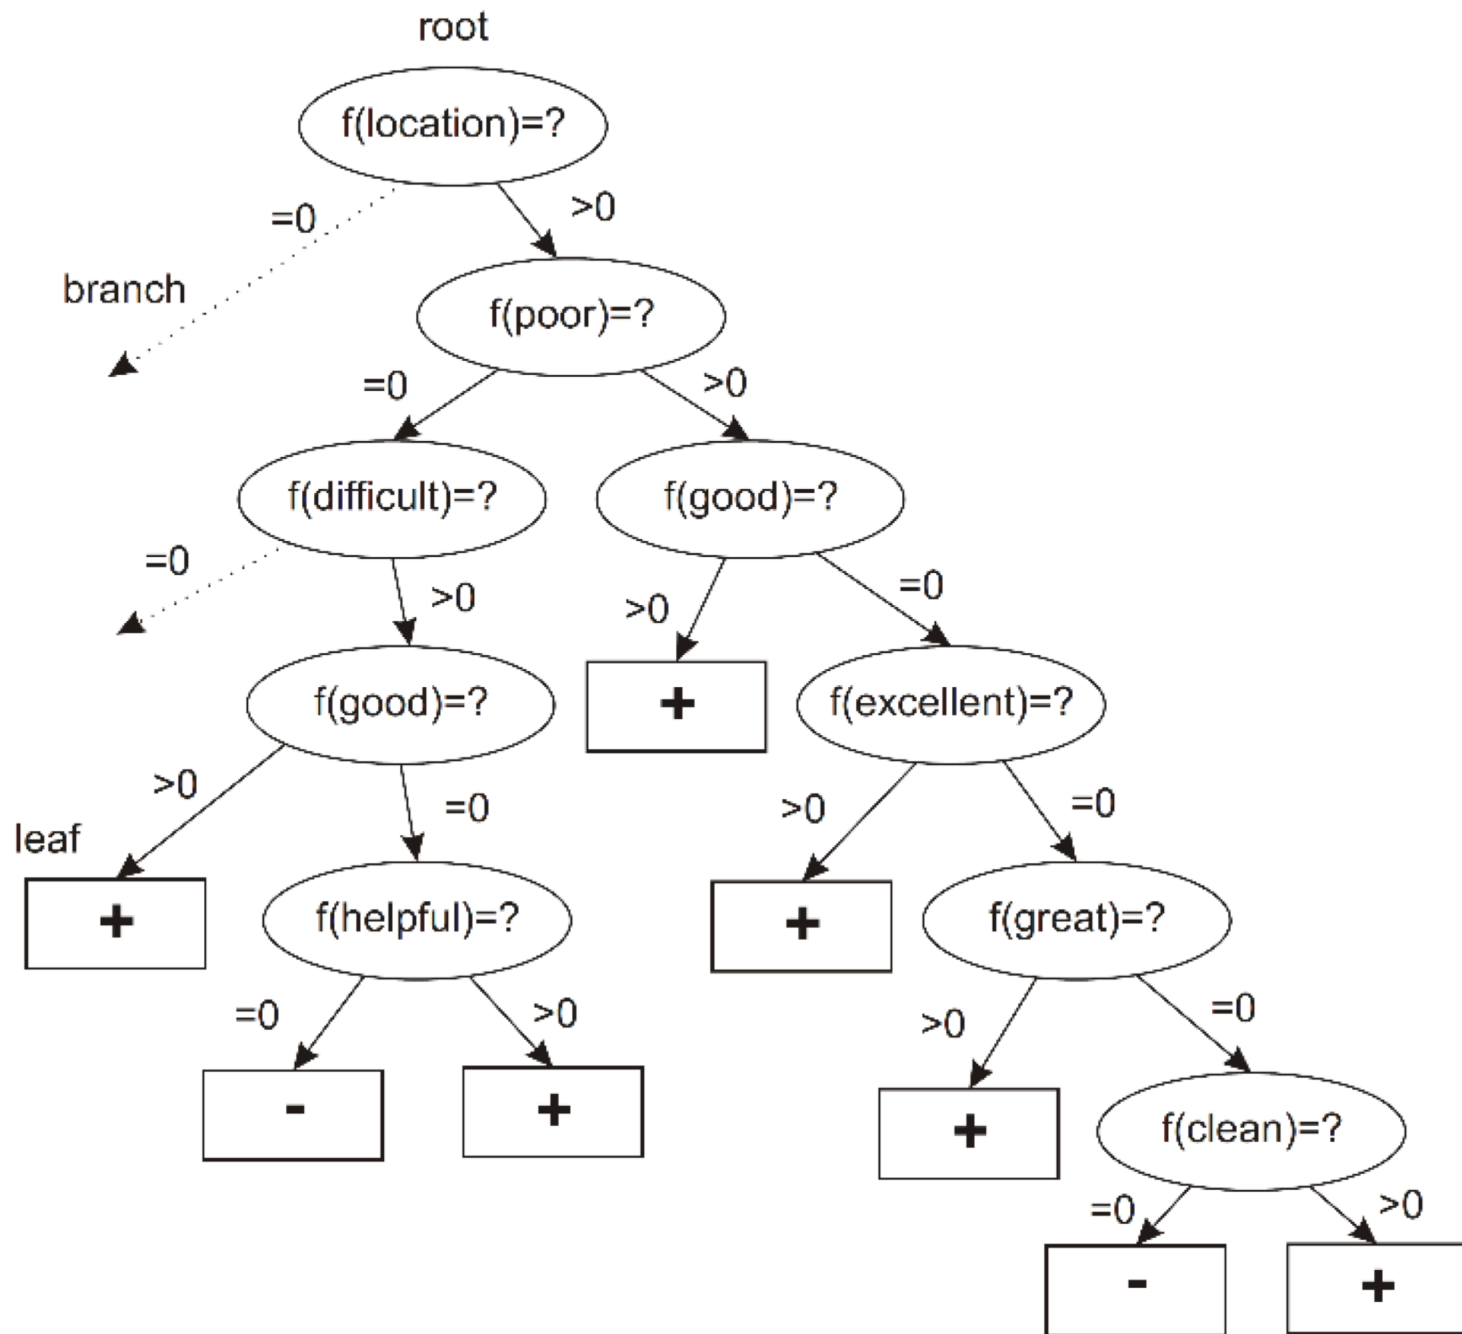 root
f(location)=?
=0
>0
branch
f(poor)=?
=0
>0
f(difficult)=?
f(good)=?
=0
>0
>0
=0
f(good)=?
+
f(excellent)=?
>0
=0
>0
=0
leaf
+
f(helpful)=?
+
f(great)=?
=0
>0
>0
=0
-
+
+
f(clean)=?
=0
>0
-
+